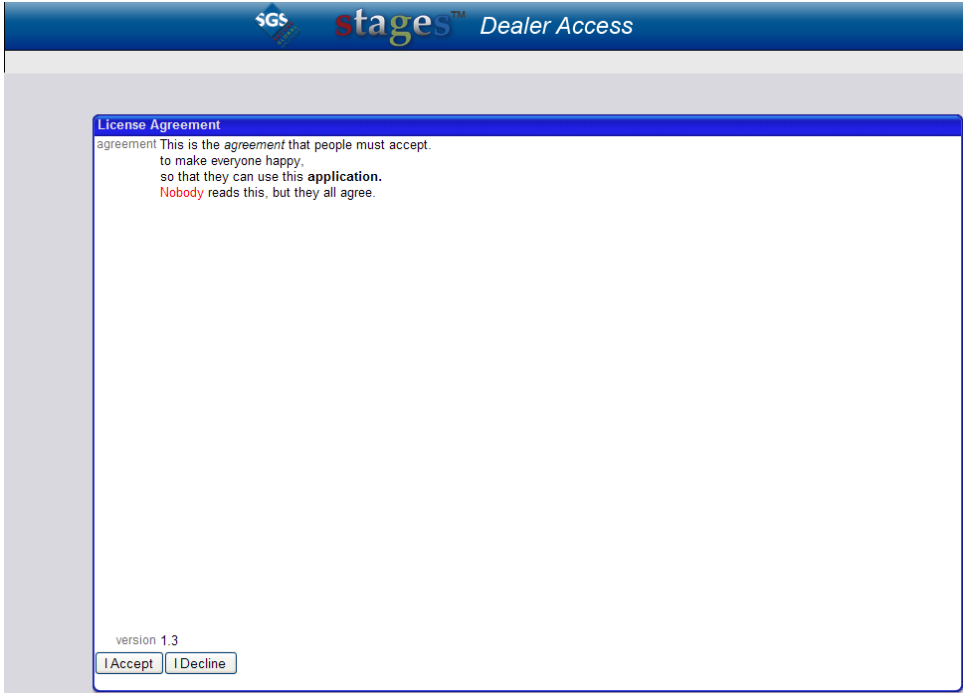 SGS stages™ Dealer Access
License Agreement
agreement This is the agreement that people must accept.
to make everyone happy,
so that they can use this application.
Nobody reads this, but they all agree.
version 1.3
I Accept I Decline